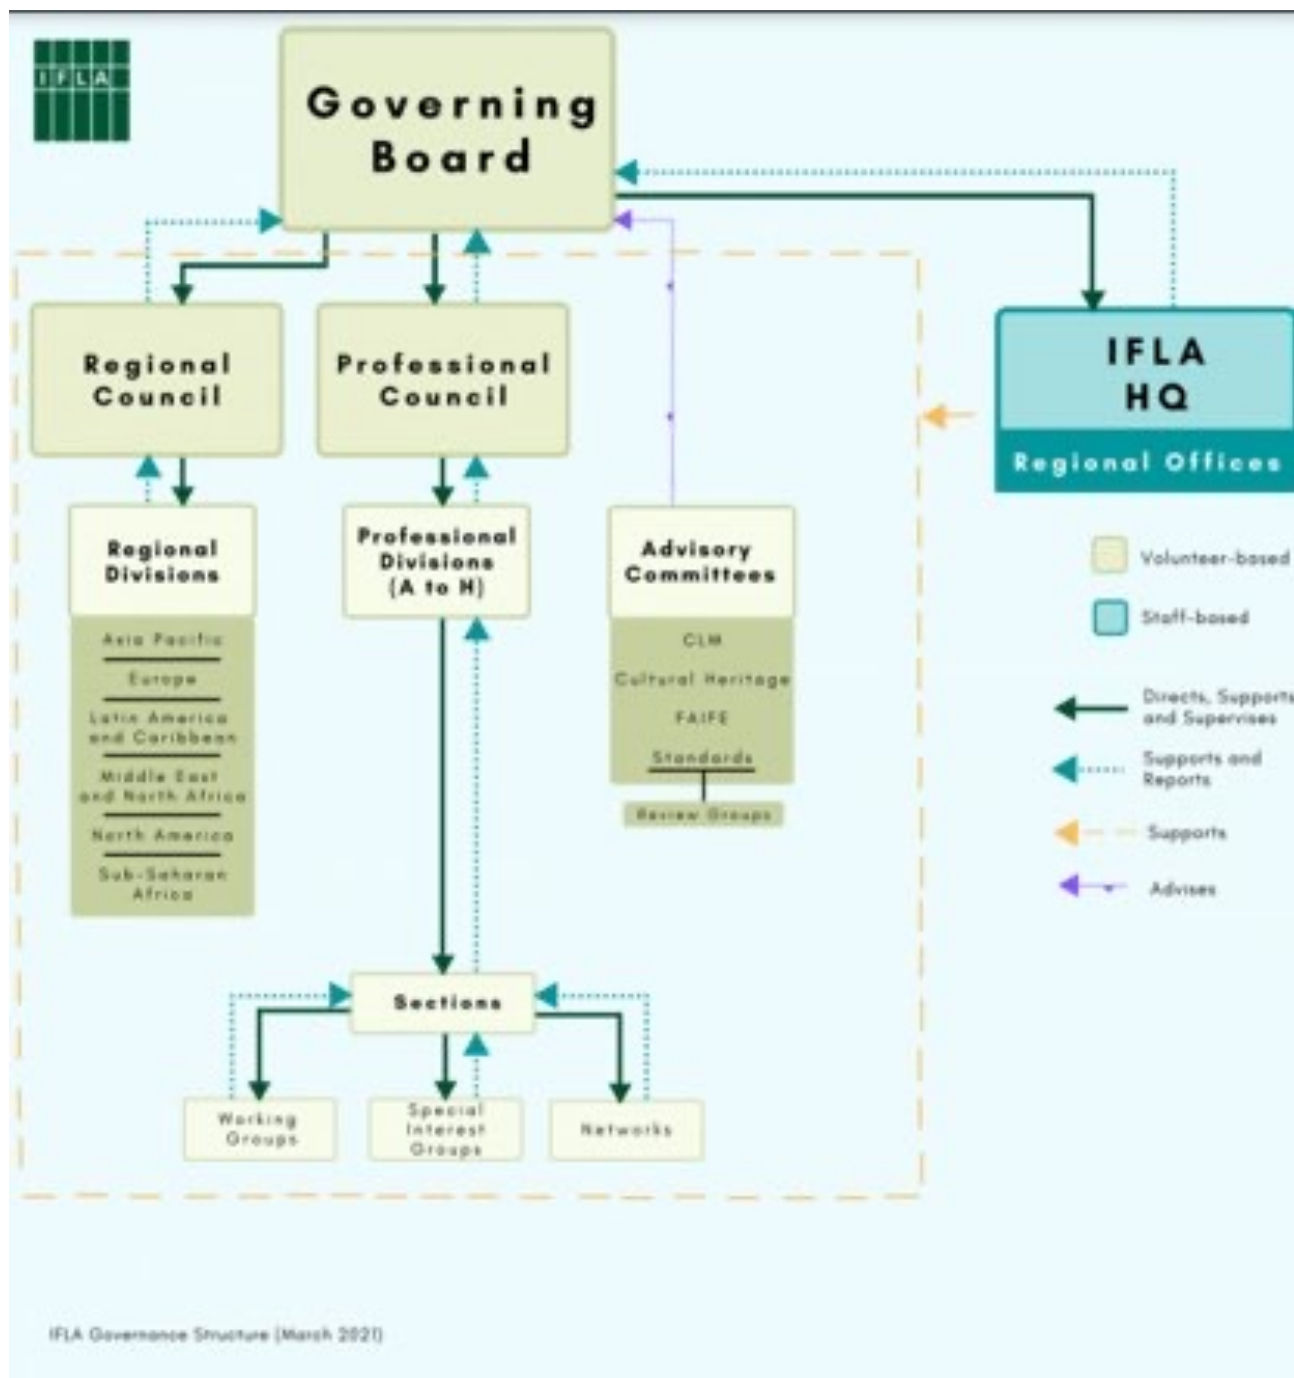 IFLA
Governing
Board
Regional
Council
Professional
Council
IFLA
HQ
Regional Offices
Regional
Divisions
Asia Pacific
Europe
Latin America
and Caribbean
Middle East
and North Africa
North America
Sub-Saharan
Africa
Professional
Divisions
(A to H)
Advisory
Committees
CLM
Cultural Heritage
FAIFE
Standards
Review Groups
Volunteer-based
Staff-based
Directs, Supports
and Supervises
Supports and
Reports
Supports
Advises
Sections
Working
Groups
Special
Interest
Groups
Networks
IFLA Governance Structure (March 2021)